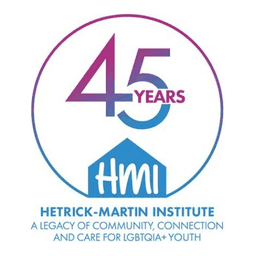 45
YEARS
HMI
HETRICK-MARTIN INSTITUTE
A LEGACY OF COMMUNITY, CONNECTION
AND CARE FOR LGBTQIA+ YOUTH